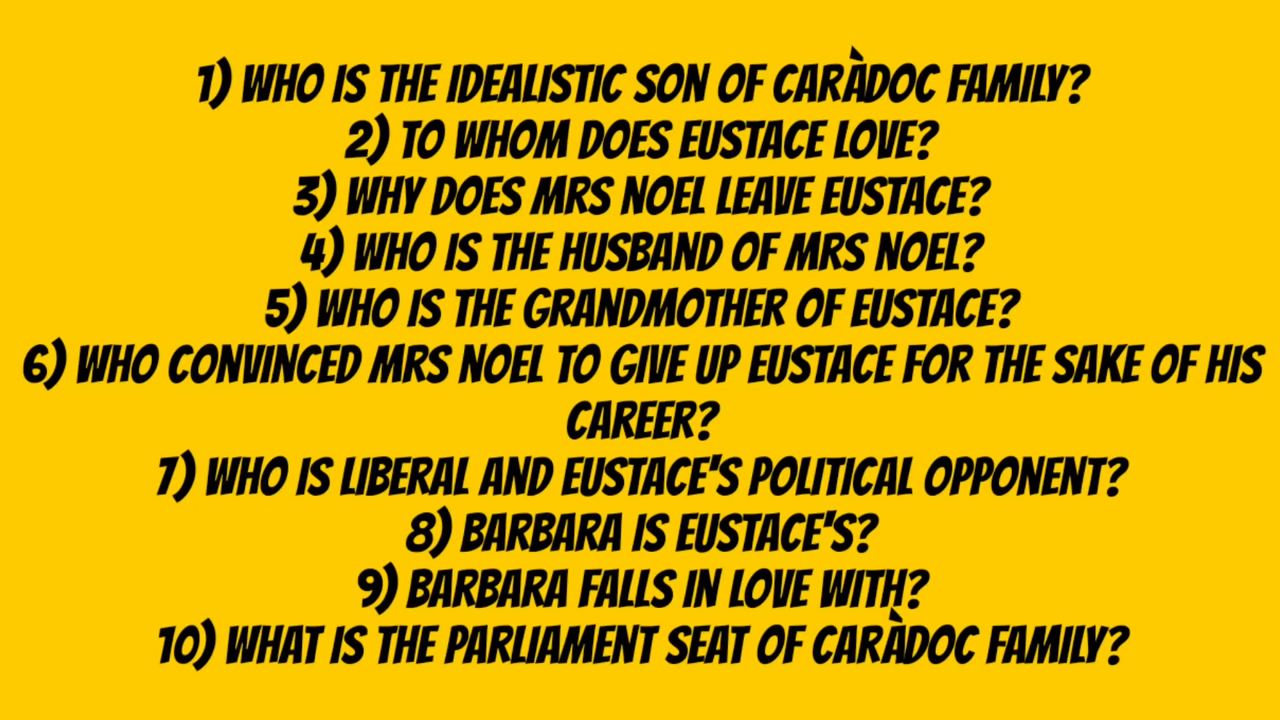 1) WHO IS THE IDEALISTIC SON OF CARÀDOC FAMILY?
2) TO WHOM DOES EUSTACE LOVE?
3) WHY DOES MRS NOEL LEAVE EUSTACE?
4) WHO IS THE HUSBAND OF MRS NOEL?
5) WHO IS THE GRANDMOTHER OF EUSTACE?
6) WHO CONVINCED MRS NOEL TO GIVE UP EUSTACE FOR THE SAKE OF HIS
CAREER?
7) WHO IS LIBERAL AND EUSTACE'S POLITICAL OPPONENT?
8) BARBARA IS EUSTACE'S?
9) BARBARA FALLS IN LOVE WITH?
10) WHAT IS THE PARLIAMENT SEAT OF CARÀDOC FAMILY?